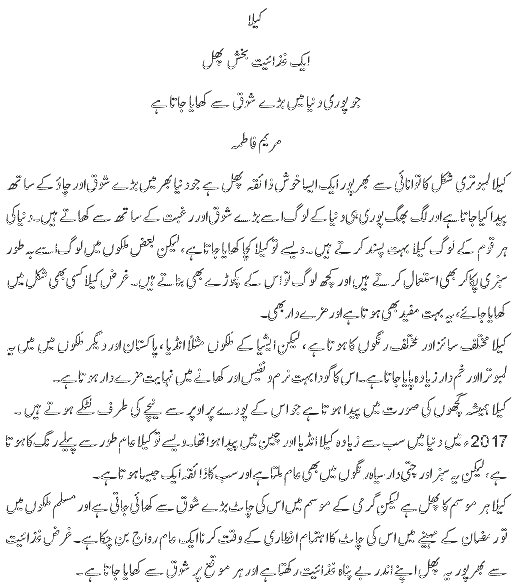 کیلا
ایک غذائیت بخش پھل
جو پوری دنیا میں بڑے شوق سے کھایا جاتا ہے
مریم فاطمہ
کیلا لمبوتری شکل کا توانائی سے بھرپور ایک ایسا خوش ذائقہ پھل ہے جو دنیا بھر میں بڑے شوق اور چاؤ کے ساتھ
پیدا کیا جاتا ہے اور لگ بھگ پوری ہی دنیا کے لوگ اسے بڑے شوق اور رغبت کے ساتھ سے کھاتے ہیں۔۔دنیا کی
ہر قوم کے لوگ کیلا بہت پسند کرتے ہیں۔۔ویسے تو کیلا کچا کھایا جاتا ہے، لیکن بعض ملکوں میں لوگ اسے بہ طور
سبزی پکا کر بھی استعمال کرتے ہیں اور کچھ لوگ تو اس کے پکوڑے بھی بناتے ہیں۔۔غرض کیلا کسی بھی شکل میں
کھایا جائے، یہ بہت مفید بھی ہوتا ہے اور مزے دار بھی۔
کیلا مختلف سائز اور مختلف رنگوں کا ہوتا ہے، لیکن ایشیا کے ملکوں مثلاً انڈیا، پاکستان اور دیگر ملکوں میں میں یہ
لمبوتر اور خم دار زیادہ پایا جاتا ہے۔ اس کا گودا بہت نرم و نفیس اور کھانے میں نہایت مزے دار ہوتا ہے۔۔
کیلا ہمیشہ گچھوں کی صورت میں پیدا ہوتا ہے جو اس کے پودے پر اوپر سے نیچے کی طرف لٹکے ہوتے ہیں۔۔
2017ء میں دنیا میں سب سے زیادہ کیلا انڈیا اور چین میں پیدا ہوا تھا۔۔ویسے تو کیلا عام طور سے پیلے رنگ کا ہوتا
ہے، لیکن یہ سبز اور چتی دار سیاہ رنگوں میں بھی عام ملتا ہے اور سب کا ذائقہ ایک جیسا ہوتا ہے۔
کیلا ہر موسم کا پھل ہے لیکن گرمی کے موسم میں اس کی چاٹ بڑے شوق سے کھائی جاتی ہے اور مسلم ملکوں میں
تو رمضان کے مہینے میں اس کی چاٹ کا اہتمام افطاری کے وقت کرنا ایک عام رواج بن چکا ہے۔ غرض غذائیت
سے بھرپور یہ پھل اپنے اندر بے پناہ غذائیت رکھتا ہے اور ہر موقع پر شوق سے کھایا جاتا ہے۔